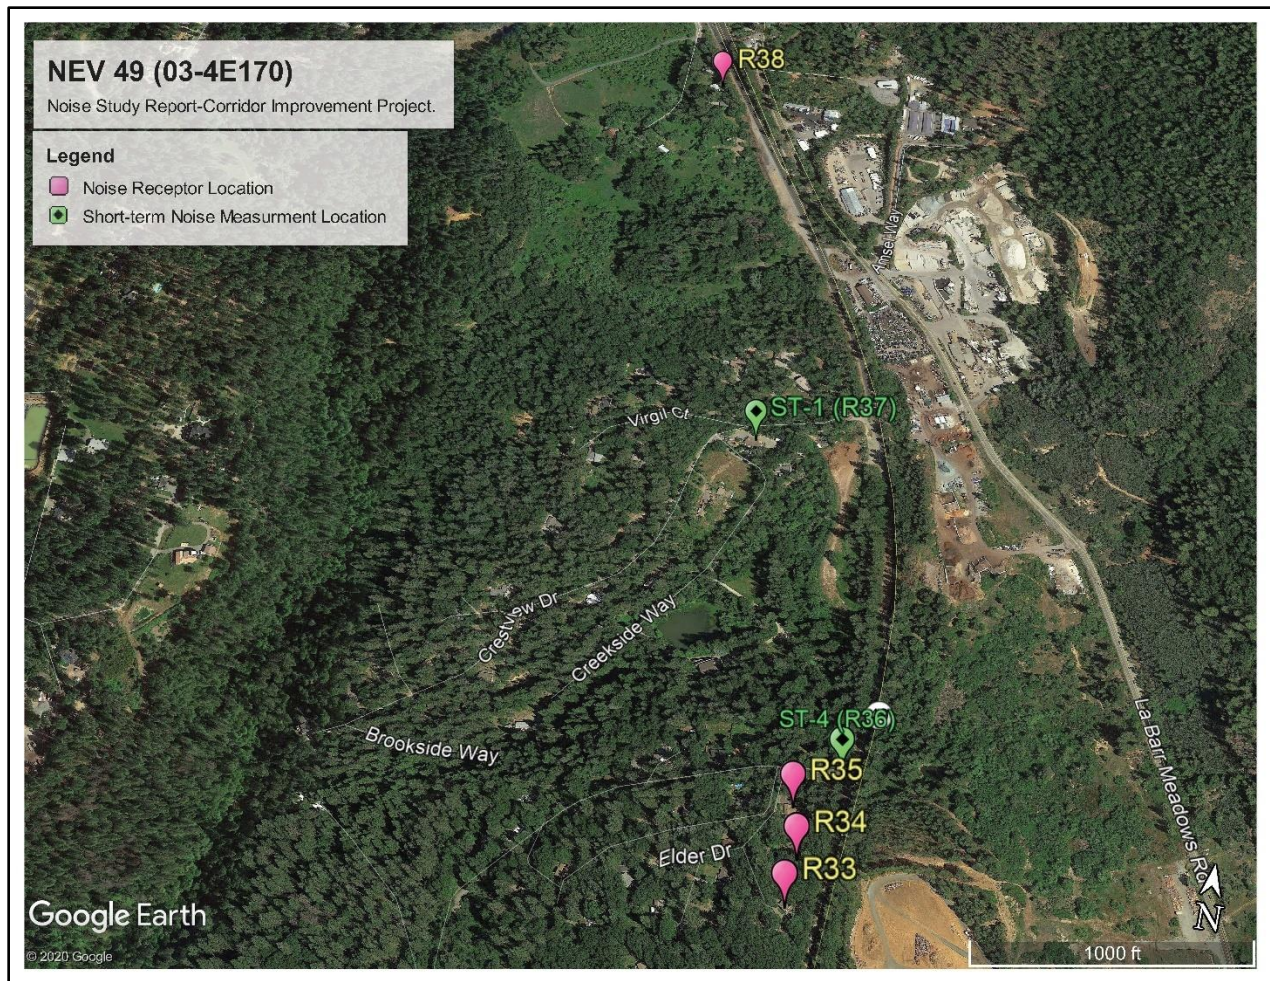 NEV 49 (03-4E170)
Noise Study Report-Corridor Improvement Project.
Legend
Noise Receptor Location
Short-term Noise Measurment Location
R38
Amsel Way
ST-1 (R37)
Virgil Ct
Crestview Dr
Creekside Way
Brookside Way
ST-4 (R36)
R35
R34
Elder Dr
R33
La Barr Meadows Rd
N
Google Earth
© 2020 Google
1000 ft